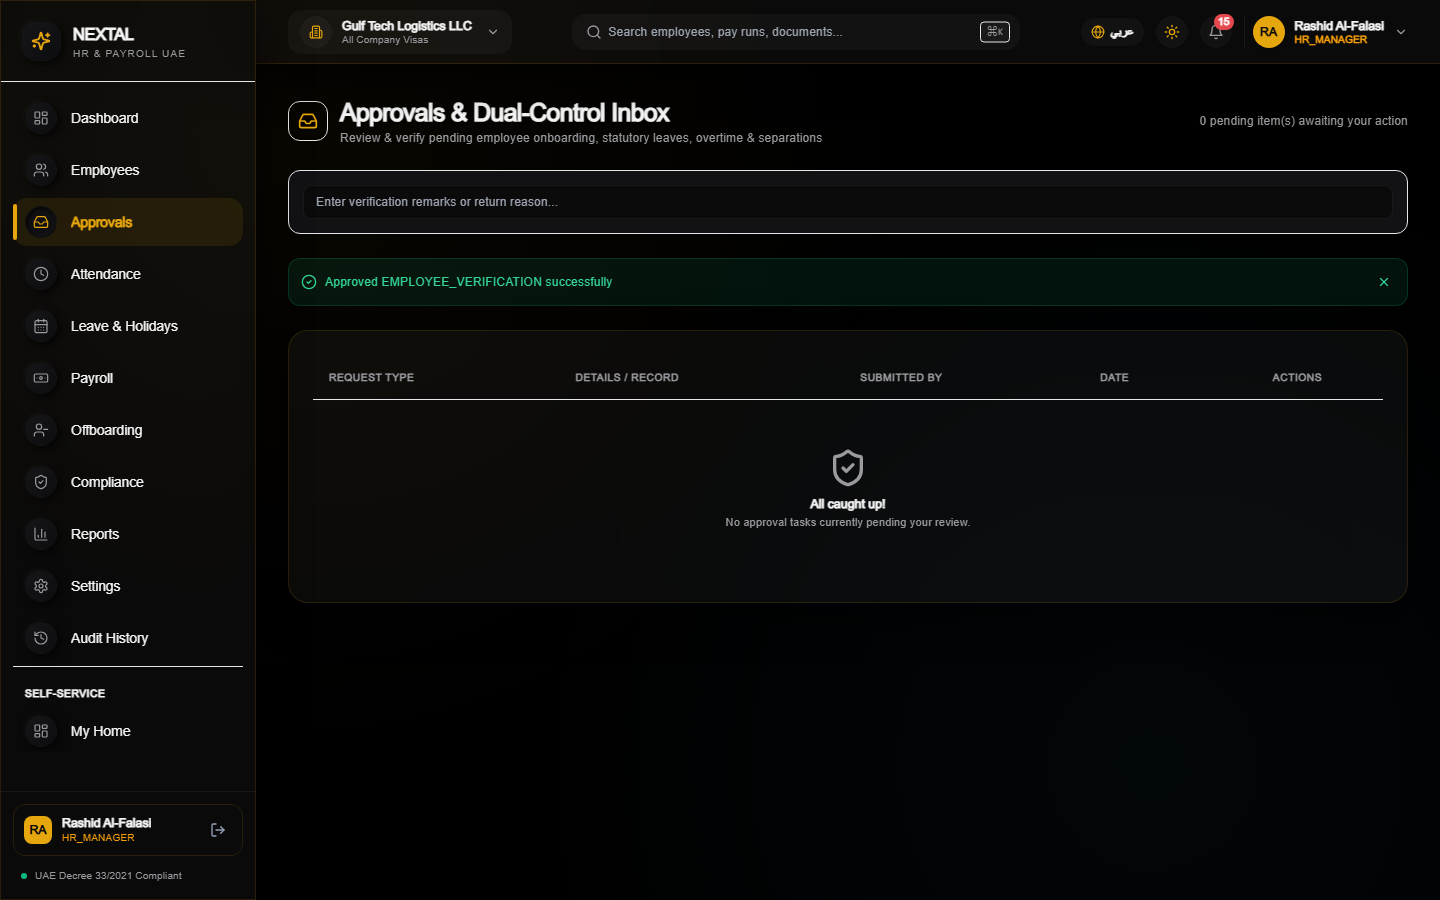 NEXTAL
HR & PAYROLL UAE
Gulf Tech Logistics LLC
All Company Visas
Search employees, pay runs, documents...
⌘K
عربي
15
RA
Rashid Al-Falasi
HR_MANAGER
Dashboard
Employees
Approvals
Attendance
Leave & Holidays
Payroll
Offboarding
Compliance
Reports
Settings
Audit History
SELF-SERVICE
My Home
RA
Rashid Al-Falasi
HR_MANAGER
UAE Decree 33/2021 Compliant
Approvals & Dual-Control Inbox
Review & verify pending employee onboarding, statutory leaves, overtime & separations
0 pending item(s) awaiting your action
Enter verification remarks or return reason...
Approved EMPLOYEE_VERIFICATION successfully
REQUEST TYPE DETAILS / RECORD SUBMITTED BY DATE ACTIONS
All caught up!
No approval tasks currently pending your review.